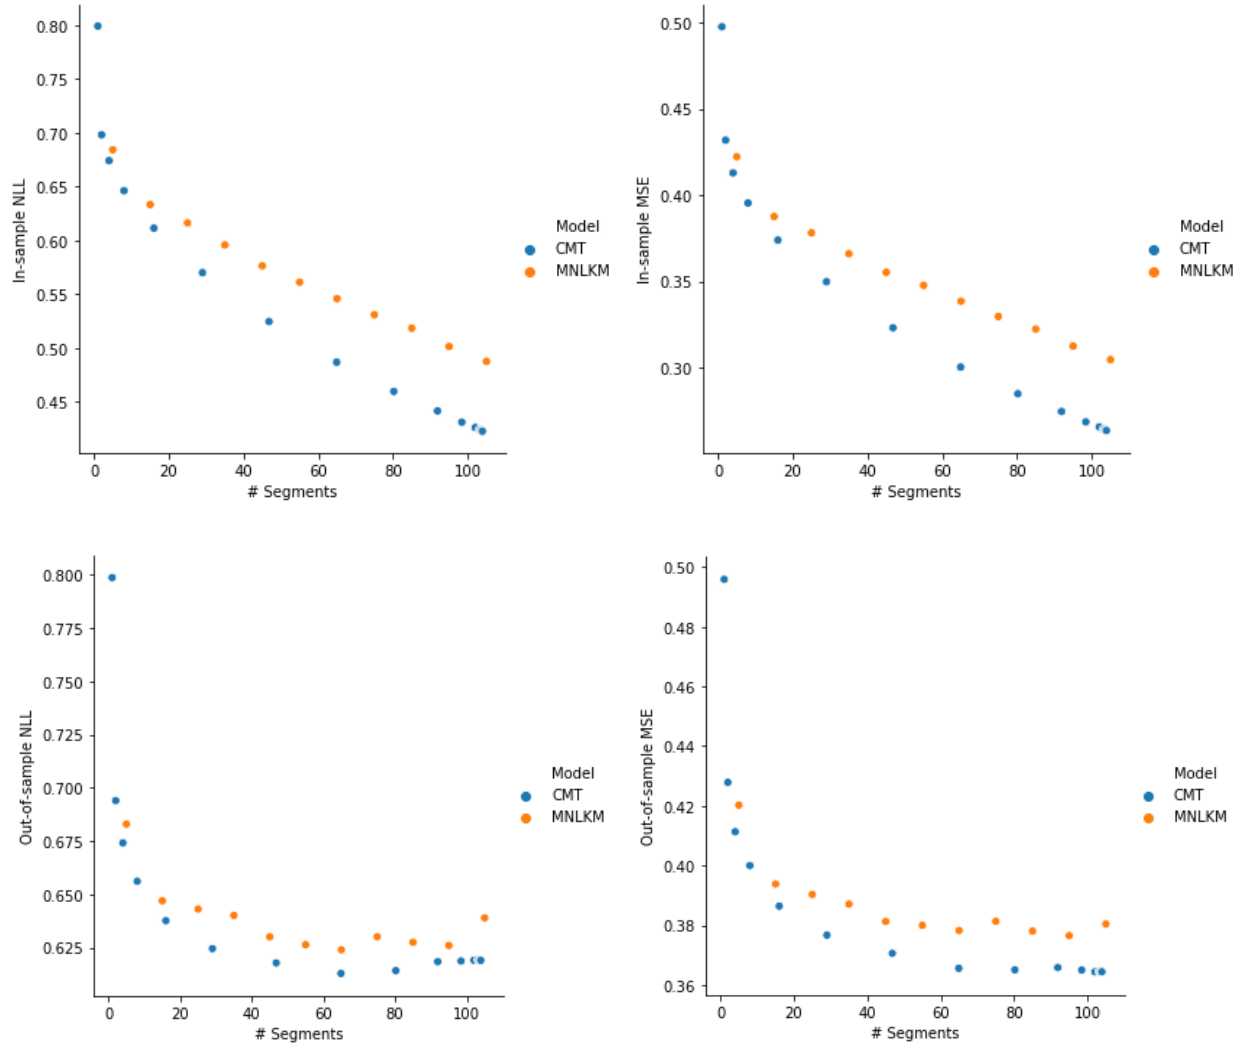 0.80
0.75
0.70
0.65
0.60
0.55
0.50
0.45
In-sample NLL
0 20 40 60 80 100
# Segments
Model
CMT
MNLKM
0.50
0.45
0.40
0.35
0.30
In-sample MSE
0 20 40 60 80 100
# Segments
Model
CMT
MNLKM
0.800
0.775
0.750
0.725
0.700
0.675
0.650
0.625
Out-of-sample NLL
0 20 40 60 80 100
# Segments
Model
CMT
MNLKM
0.50
0.48
0.46
0.44
0.42
0.40
0.38
0.36
Out-of-sample MSE
0 20 40 60 80 100
# Segments
Model
CMT
MNLKM